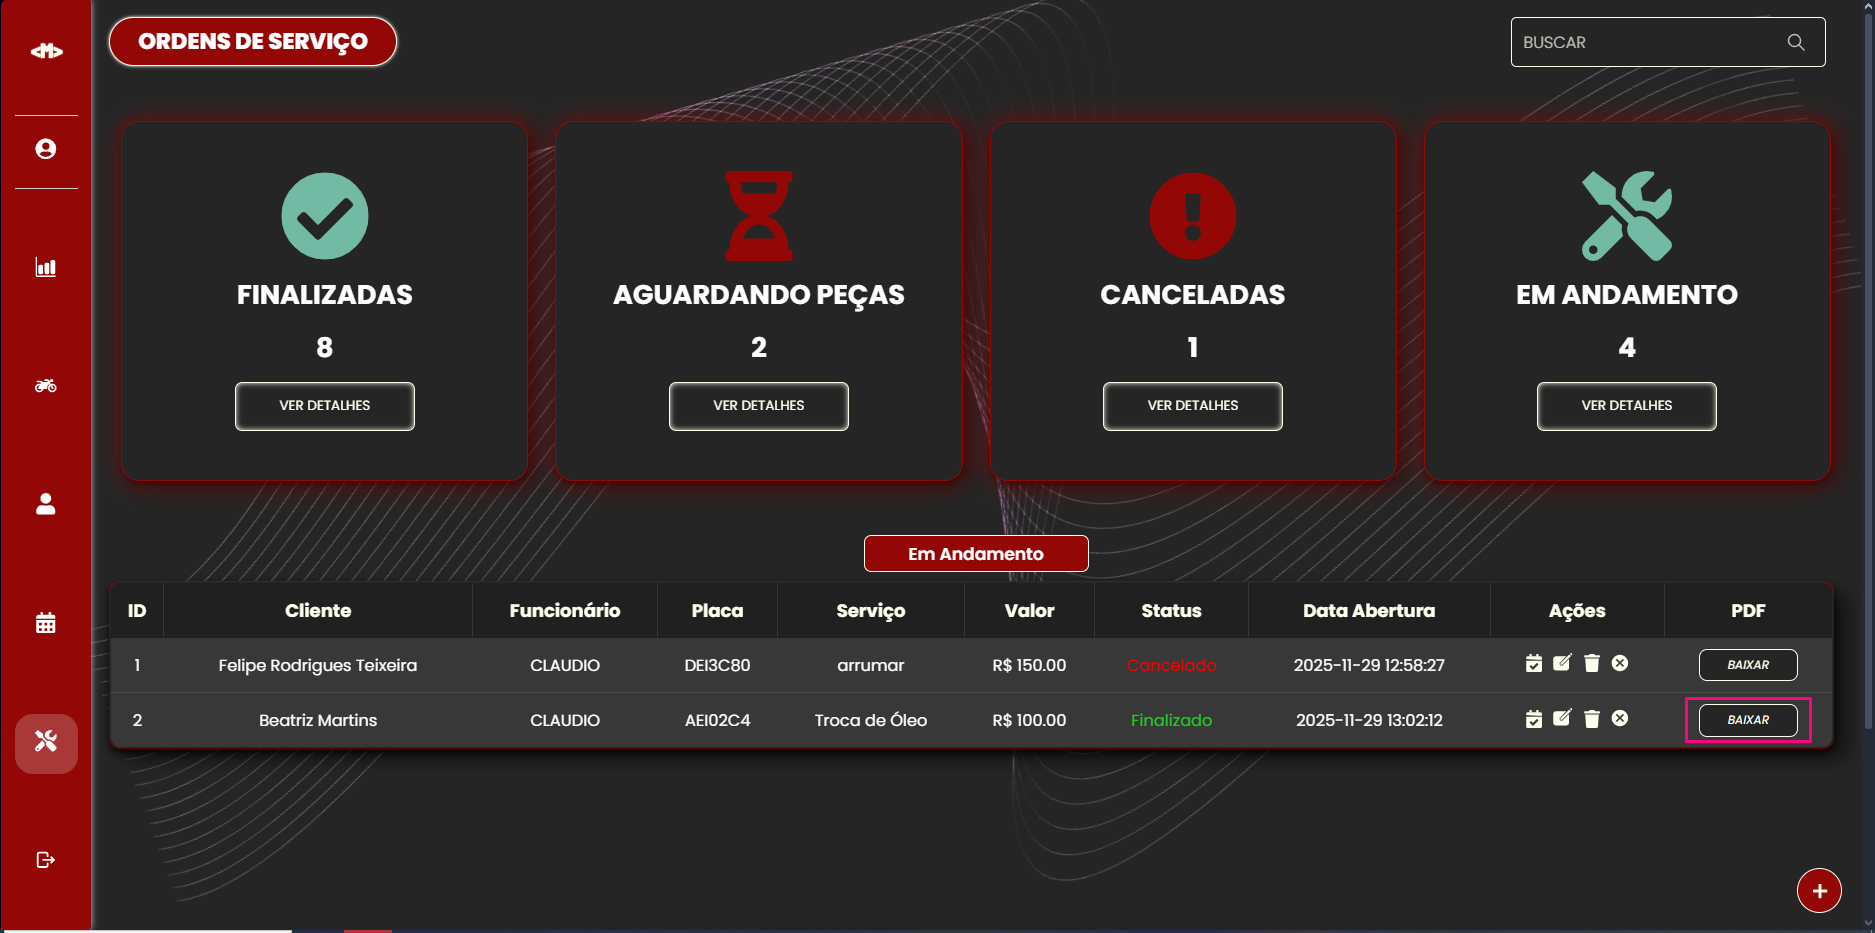 ORDENS DE SERVIÇO
BUSCAR
FINALIZADAS
8
VER DETALHES
AGUARDANDO PEÇAS
2
VER DETALHES
CANCELADAS
1
VER DETALHES
EM ANDAMENTO
4
VER DETALHES
Em Andamento
ID Cliente Funcionário Placa Serviço Valor Status Data Abertura Ações PDF
1 Felipe Rodrigues Teixeira CLAUDIO DEI3C80 arrumar R$ 150.00 Cancelado 2025-11-29 12:58:27 BAIXAR
2 Beatriz Martins CLAUDIO AEI02C4 Troca de Óleo R$ 100.00 Finalizado 2025-11-29 13:02:12 BAIXAR